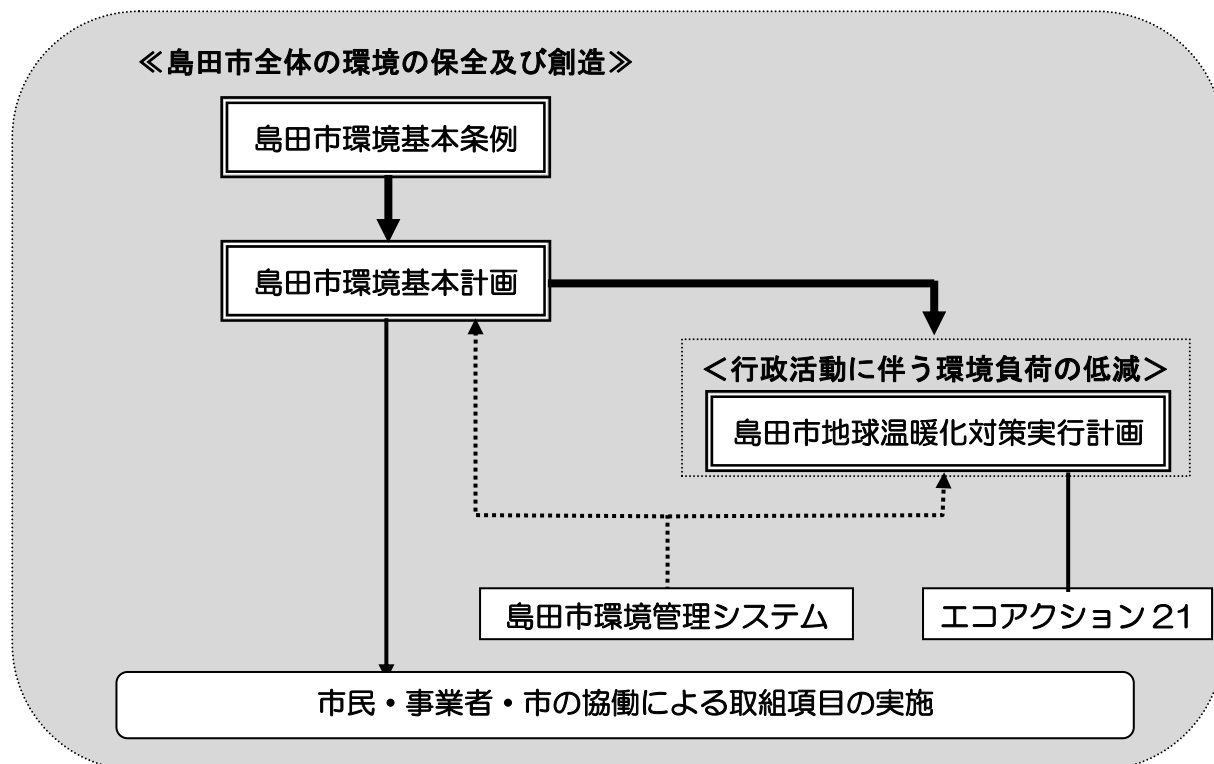 ≪島田市全体の環境の保全及び創造≫
島田市環境基本条例
島田市環境基本計画
＜行政活動に伴う環境負荷の低減＞
島田市地球温暖化対策実行計画
島田市環境管理システム
エコアクション21
市民・事業者・市の協働による取組項目の実施